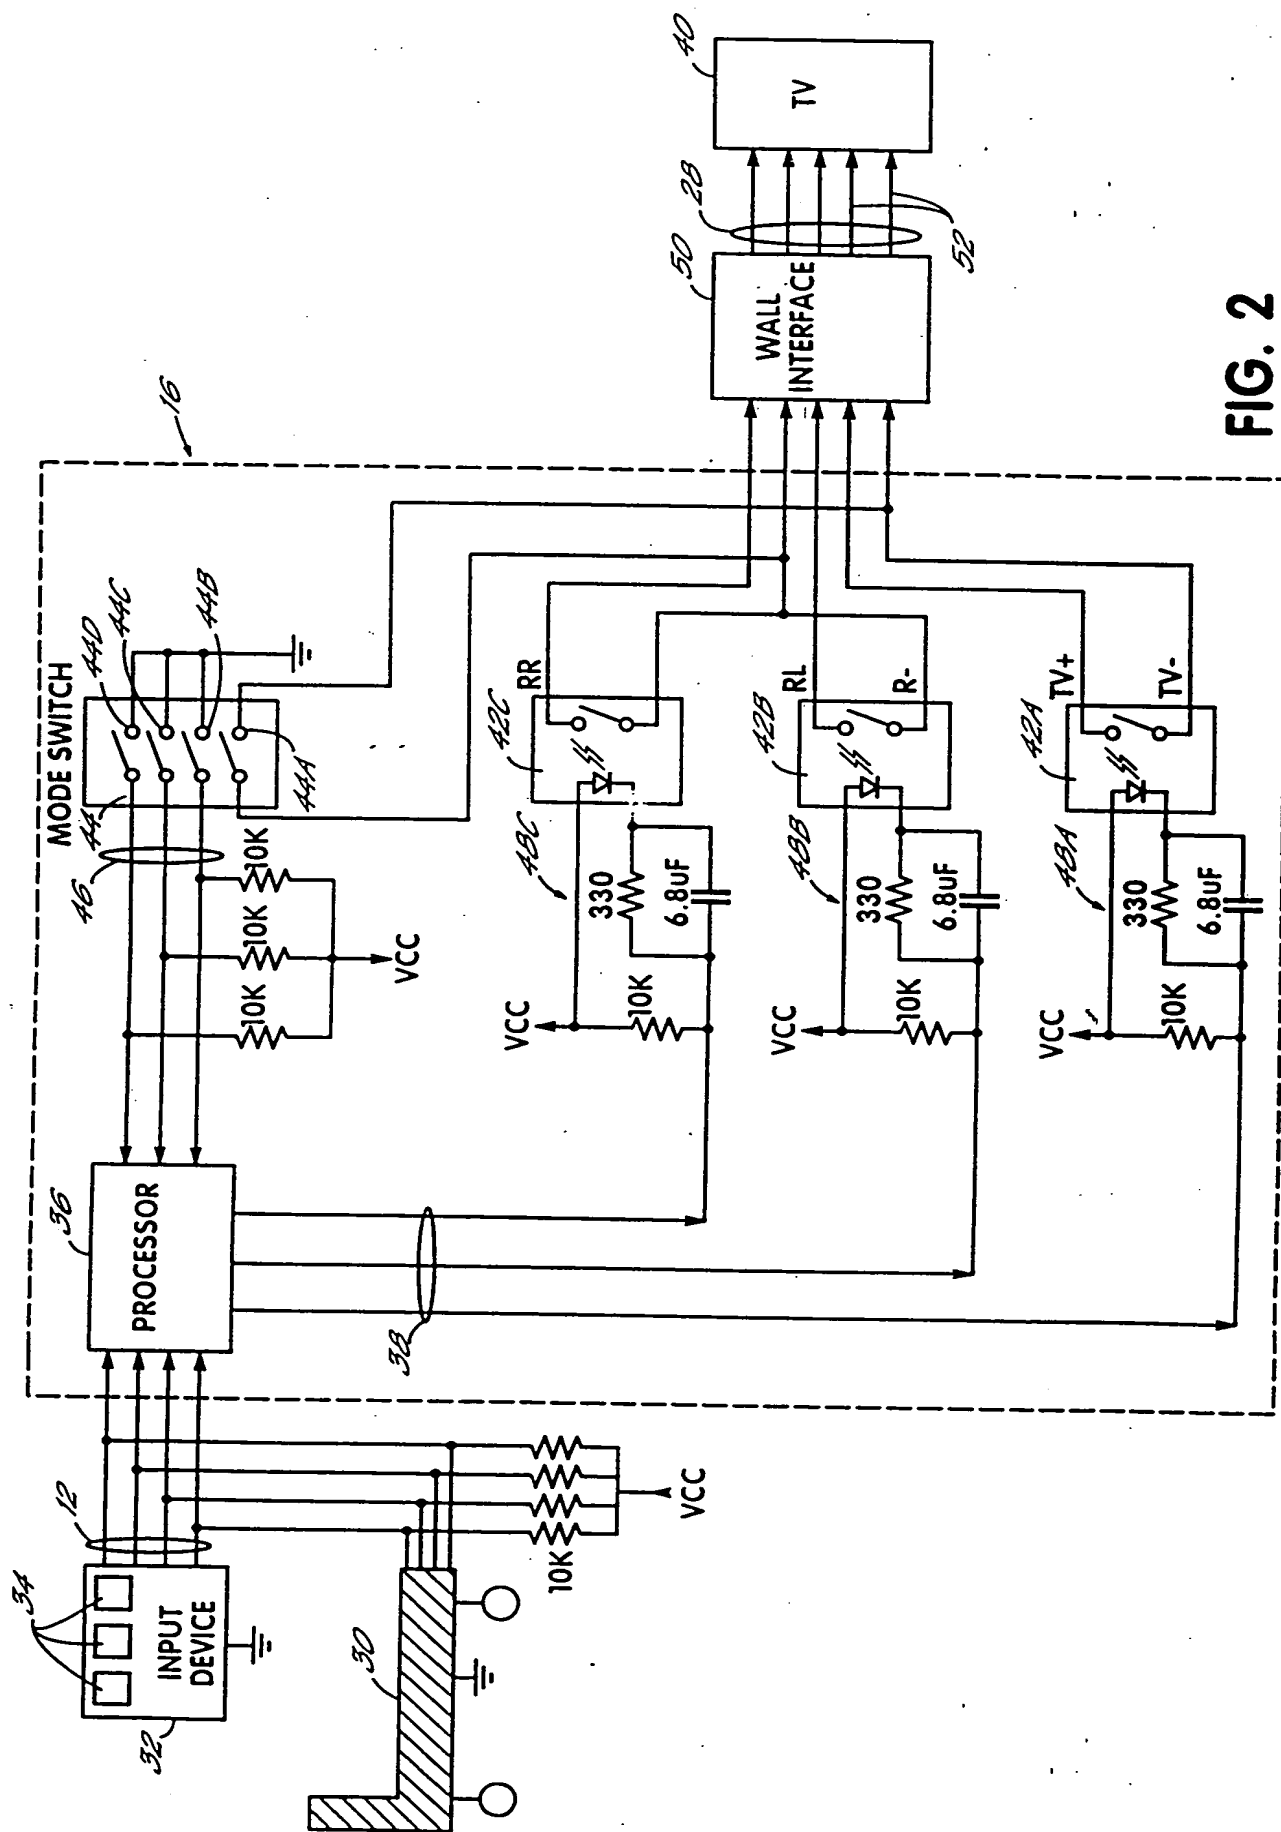 34
32
INPUT
DEVICE
12
30
10K
VCC
36
PROCESSOR
38
46
44
MODE SWITCH
44D
44C
44B
44A
10K
10K
10K
VCC
16
VCC
10K
48C
330
6.8uF
42C
RR
VCC
10K
48B
330
6.8uF
42B
RL
R-
VCC
10K
48A
330
6.8uF
42A
TV+
TV-
50
WALL
INTERFACE
28
52
40
TV
FIG. 2